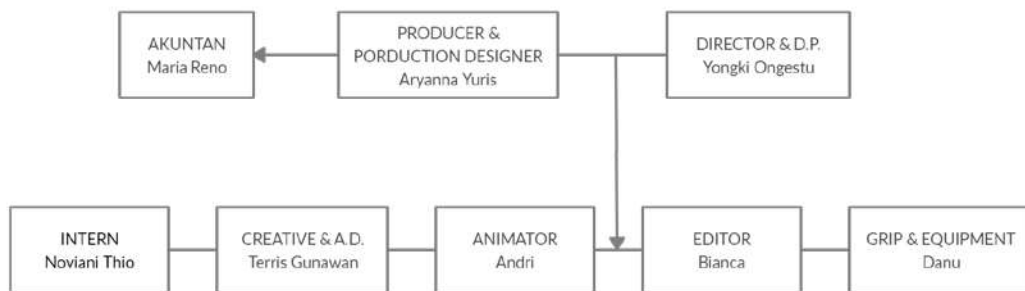 AKUNTAN
Maria Reno
PRODUCER &
PORDUCTION DESIGNER
Aryanna Yuris
DIRECTOR & D.P.
Yongki Ongestu
INTERN
Noviani Thio
CREATIVE & A.D.
Terris Gunawan
ANIMATOR
Andri
EDITOR
Bianca
GRIP & EQUIPMENT
Danu